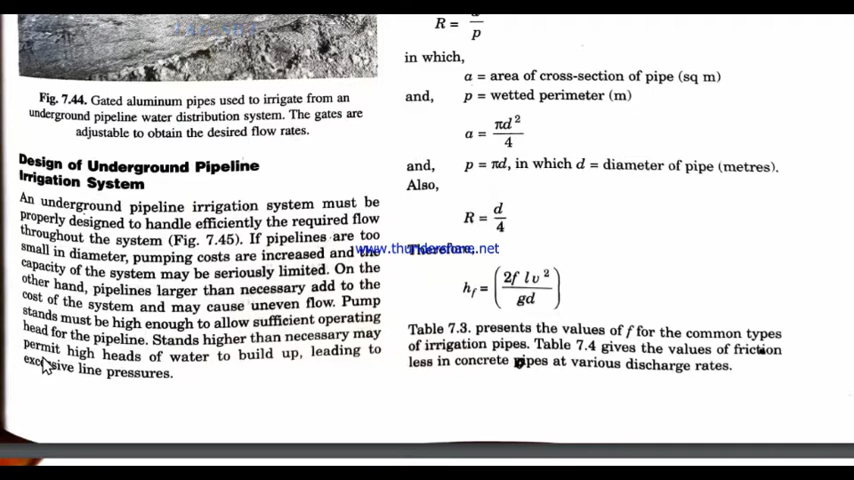 Fig. 7.44. Gated aluminum pipes used to irrigate from an
underground pipeline water distribution system. The gates are
adjustable to obtain the desired flow rates.
Design of Underground Pipeline
Irrigation System
An underground pipeline irrigation system must be
properly designed to handle efficiently the required flow
throughout the system (Fig. 7.45). If pipelines are too
small in diameter, pumping costs are increased and the
capacity of the system may be seriously limited. On the
other hand, pipelines larger than necessary add to the
cost of the system and may cause uneven flow. Pump
stands must be high enough to allow sufficient operating
head for the pipeline. Stands higher than necessary may
permit high heads of water to build up, leading to
excessive line pressures.
R = a/p
in which,
a = area of cross-section of pipe (sq m)
and, p = wetted perimeter (m)
a = πd²/4
and, p = πd, in which d = diameter of pipe (metres).
Also,
R = d/4
www.thundershare.net
Therefore,
h_f = (2f l v²/gd)
Table 7.3. presents the values of f for the common types
of irrigation pipes. Table 7.4 gives the values of friction
less in concrete pipes at various discharge rates.